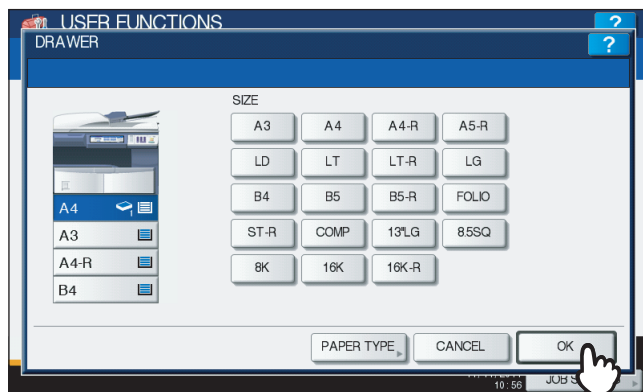 USER FUNCTIONS
?
DRAWER
?
SIZE
A3 A4 A4-R A5-R
LD LT LT-R LG
B4 B5 B5-R FOLIO
ST-R COMP 13"LG 8.5SQ
8K 16K 16K-R
A4 1
A3
A4-R
B4
PAPER TYPE CANCEL OK
10:56 JOB S